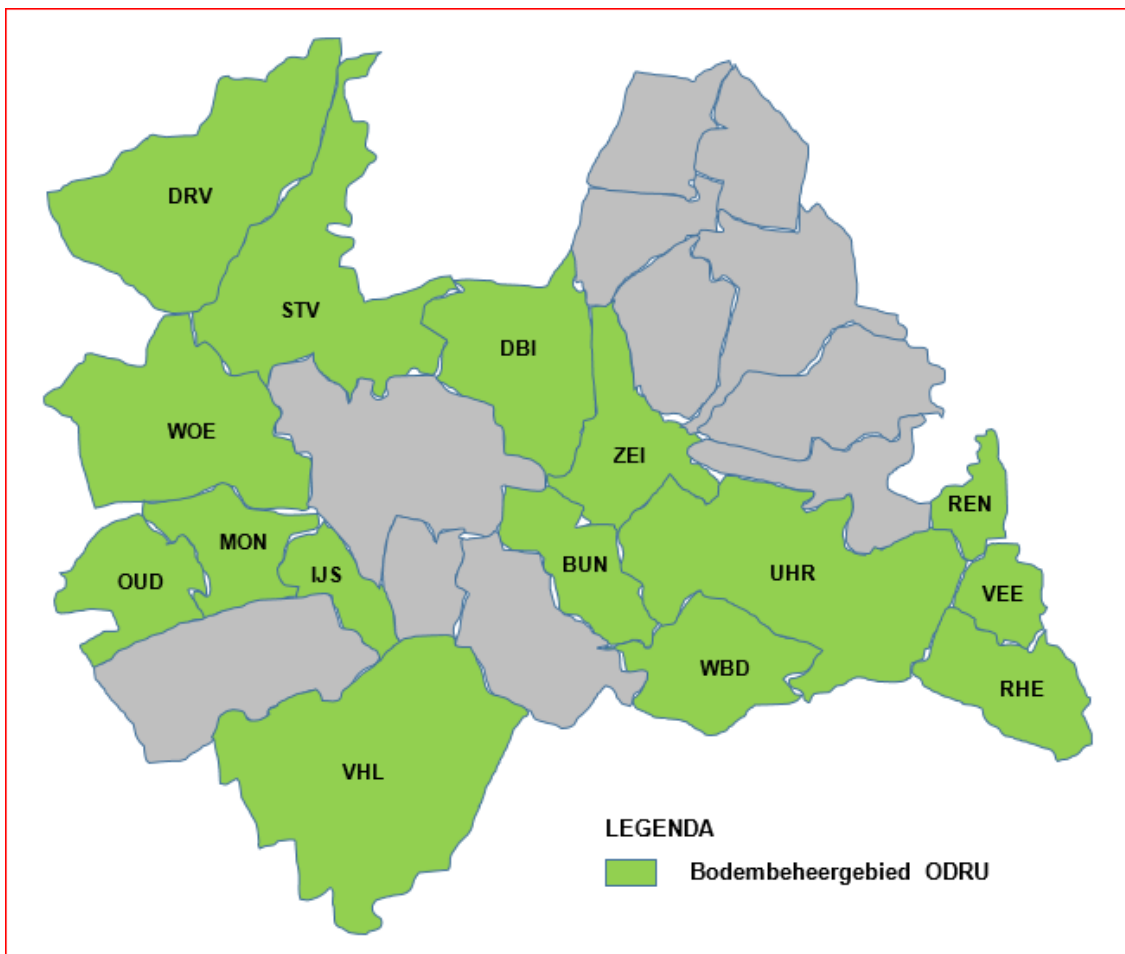 DRV
STV
DBI
WOE
ZEI
REN
MON
BUN
UHR
IJS
OUD
VEE
WBD
RHE
VHL
LEGENDA
Bodembeheergebied ODRU